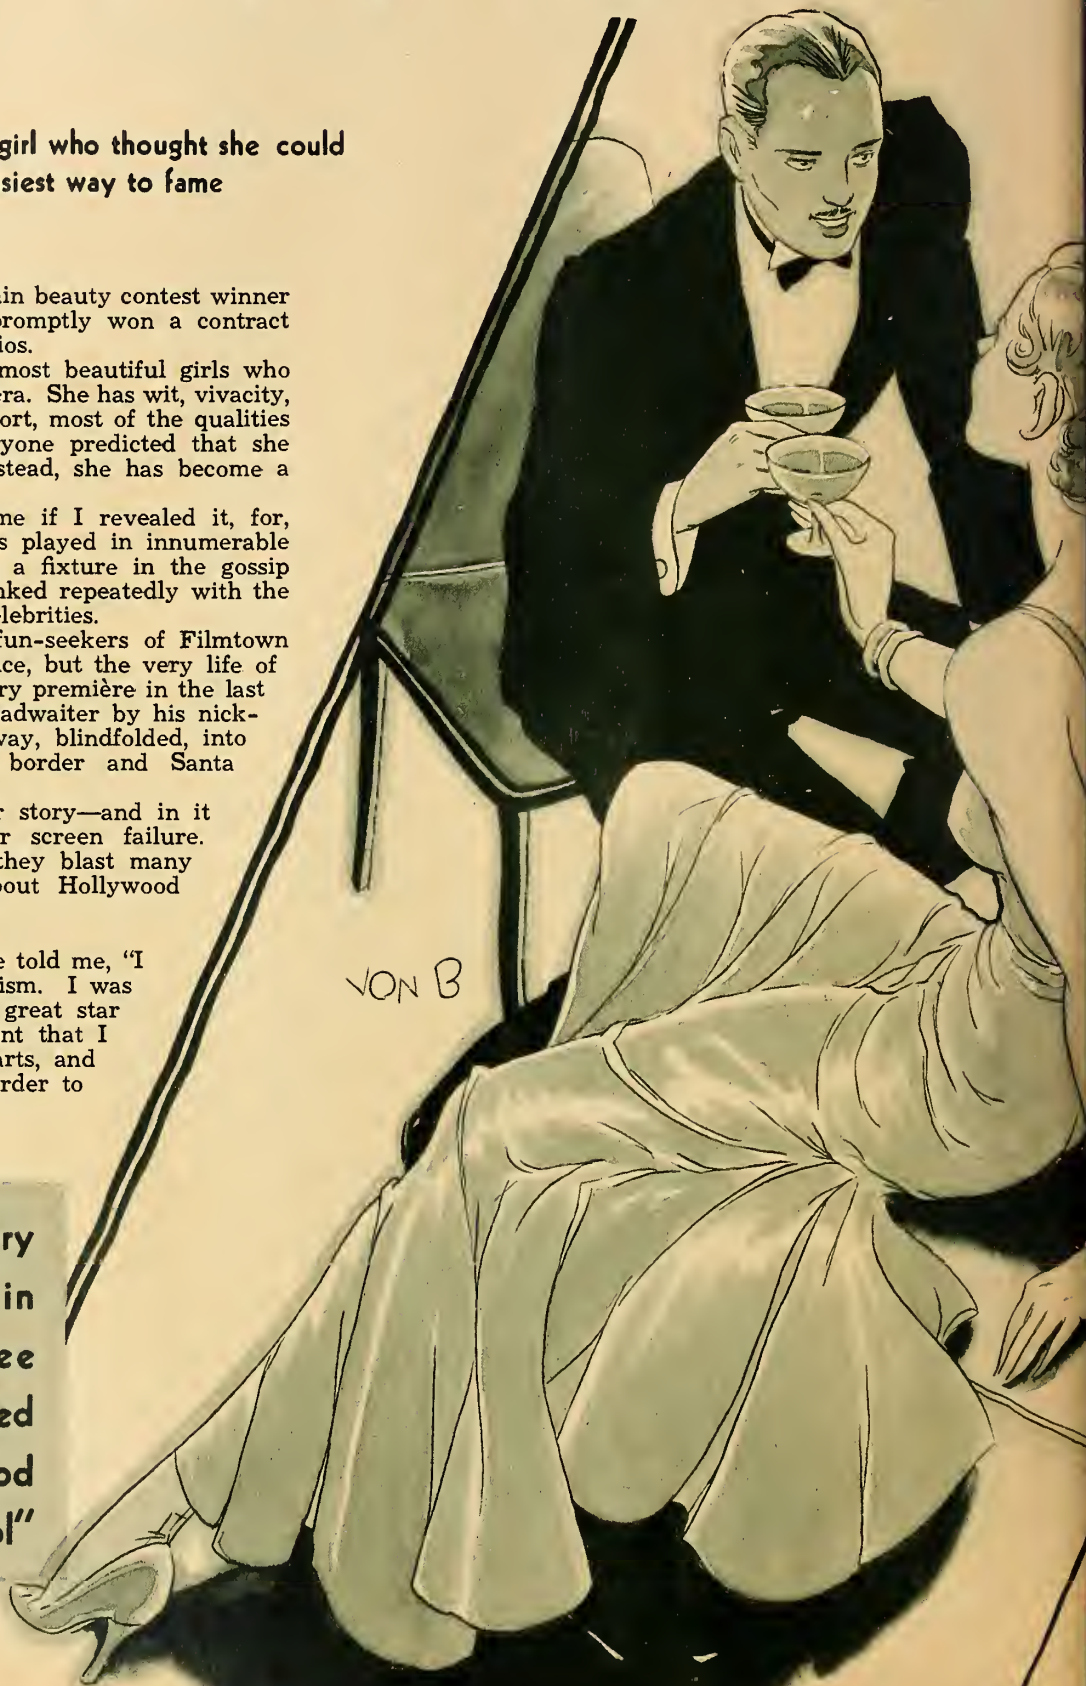 girl who thought she could
siest way to fame
in beauty contest winner
promptly won a contract
ios.
most beautiful girls who
era. She has wit, vivacity,
ort, most of the qualities
yone predicted that she
stead, she has become a
me if I revealed it, for,
s played in innumerable
a fixture in the gossip
nked repeatedly with the
elebrities.
fun-seekers of Filmtown
ce, but the very life of
ry première in the last
adwaiter by his nick-
way, blindfolded, into
border and Santa
r story—and in it
r screen failure.
they blast many
bout Hollywood
e told me, "I
ism. I was
great star
nt that I
arts, and
rder to
VON B
ry
in
ee
ed
od
ol"